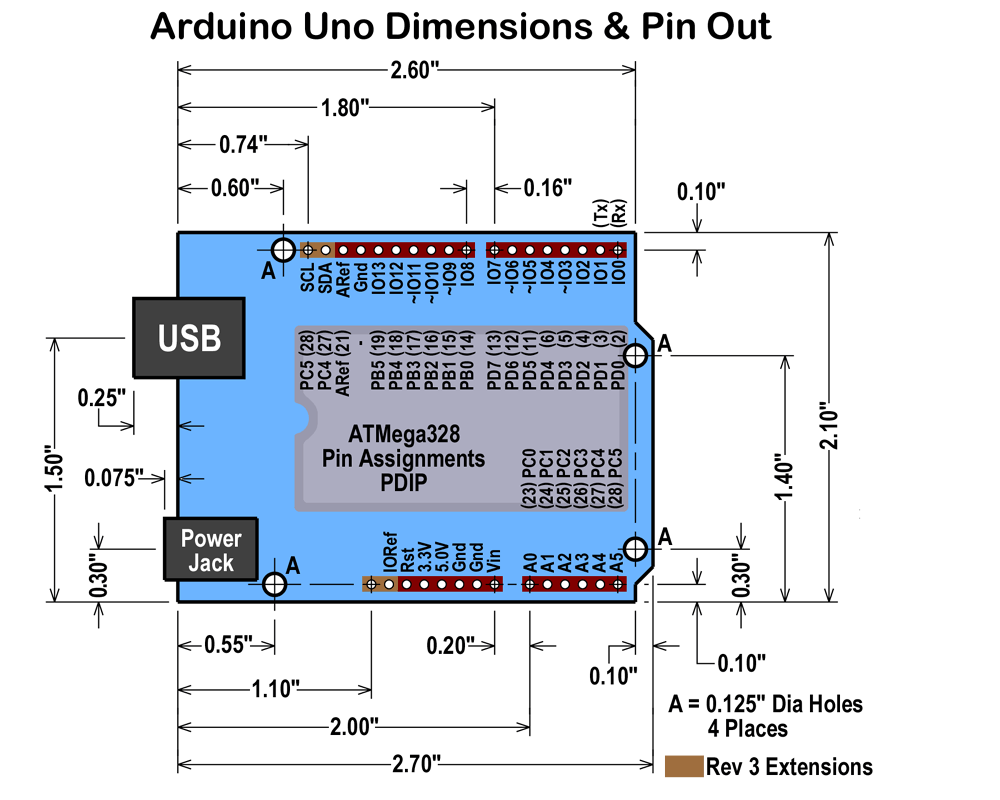 Arduino Uno Dimensions & Pin Out
2.60"
1.80"
0.74"
0.60"
0.16"
0.10"
(Tx)
(Rx)
A
SCL
SDA
ARef
Gnd
IO13
IO12
~IO11
~IO10
~IO9
IO8
IO7
~IO6
~IO5
IO4
~IO3
IO2
IO1
IO0
USB
PC5 (28)
PC4 (27)
ARef (21)
-
PB5 (19)
PB4 (18)
PB3 (17)
PB2 (16)
PB1 (15)
PB0 (14)
PD7 (13)
PD6 (12)
PD5 (11)
PD4 (6)
PD3 (5)
PD2 (4)
PD1 (3)
PD0 (2)
A
0.25"
1.50"
0.075"
ATMega328
Pin Assignments
PDIP
(23) PC0
(24) PC1
(25) PC2
(26) PC3
(27) PC4
(28) PC5
2.10"
1.40"
Power
Jack
A
IORef
Rst
3.3V
5.0V
Gnd
Gnd
Vin
A0
A1
A2
A3
A4
A5
A
0.30"
0.30"
0.55"
0.20"
0.10"
0.10"
1.10"
2.00"
2.70"
A = 0.125" Dia Holes
4 Places
Rev 3 Extensions